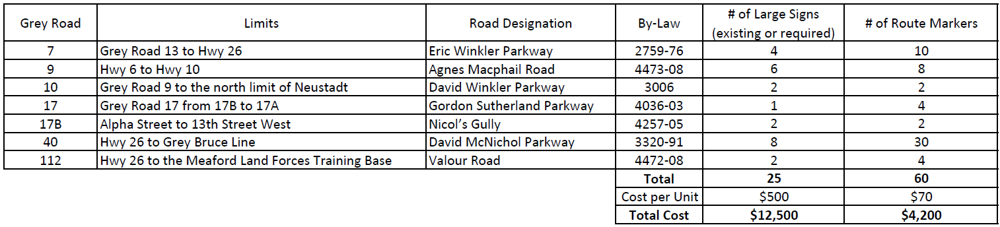 Grey Road Limits Road Designation By-Law # of Large Signs (existing or required) # of Route Markers
7 Grey Road 13 to Hwy 26 Eric Winkler Parkway 2759-76 4 10
9 Hwy 6 to Hwy 10 Agnes Macphail Road 4473-08 6 8
10 Grey Road 9 to the north limit of Neustadt David Winkler Parkway 3006 2 2
17 Grey Road 17 from 17B to 17A Gordon Sutherland Parkway 4036-03 1 4
17B Alpha Street to 13th Street West Nicol’s Gully 4257-05 2 2
40 Hwy 26 to Grey Bruce Line David McNichol Parkway 3320-91 8 30
112 Hwy 26 to the Meaford Land Forces Training Base Valour Road 4472-08 2 4
Total 25 60
Cost per Unit $500 $70
Total Cost $12,500 $4,200